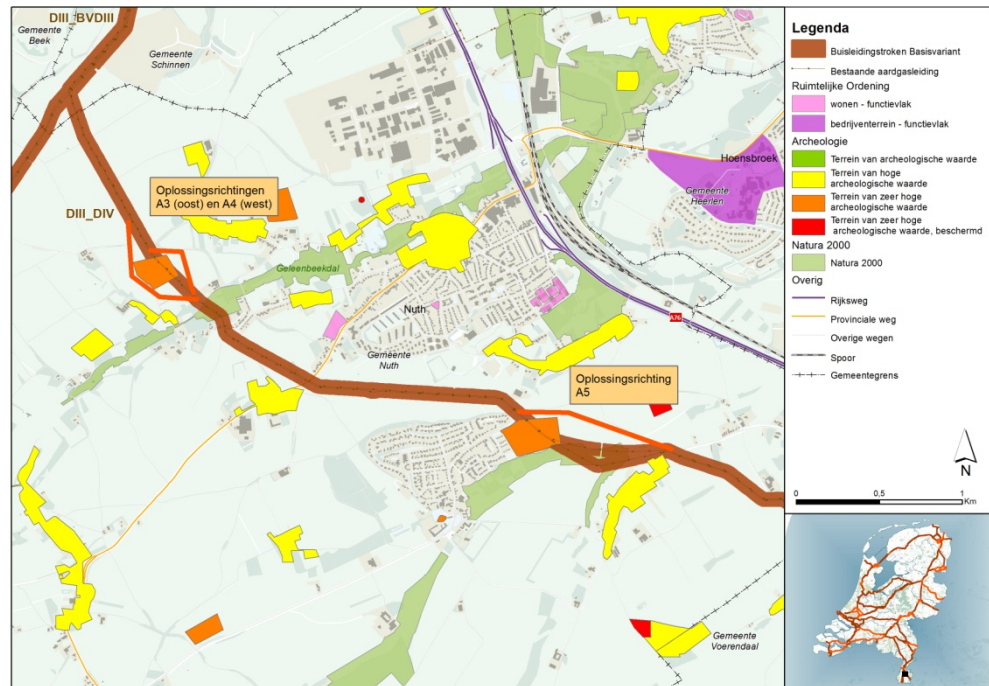 DIII_BVDIII
Gemeente
Beek
Gemeente
Schinnen
Oplossingsrichtingen
A3 (oost) en A4 (west)
DIII_DIV
Geleenbeekdal
Hoensbroek
Gemeente
Heerlen
Nuth
Gemeente
Nuth
A76
Oplossingsrichting
A5
Gemeente
Voerendaal
Legenda
Buisleidingstroken Basisvariant
Bestaande aardgasleiding
Ruimtelijke Ordening
wonen - functievlak
bedrijventerrein - functievlak
Archeologie
Terrein van archeologische waarde
Terrein van hoge
archeologische waarde
Terrein van zeer hoge
archeologische waarde
Terrein van zeer hoge
archeologische waarde, beschermd
Natura 2000
Natura 2000
Overig
Rijksweg
Provinciale weg
Overige wegen
Spoor
Gemeentegrens
N
0 0,5 1
Km